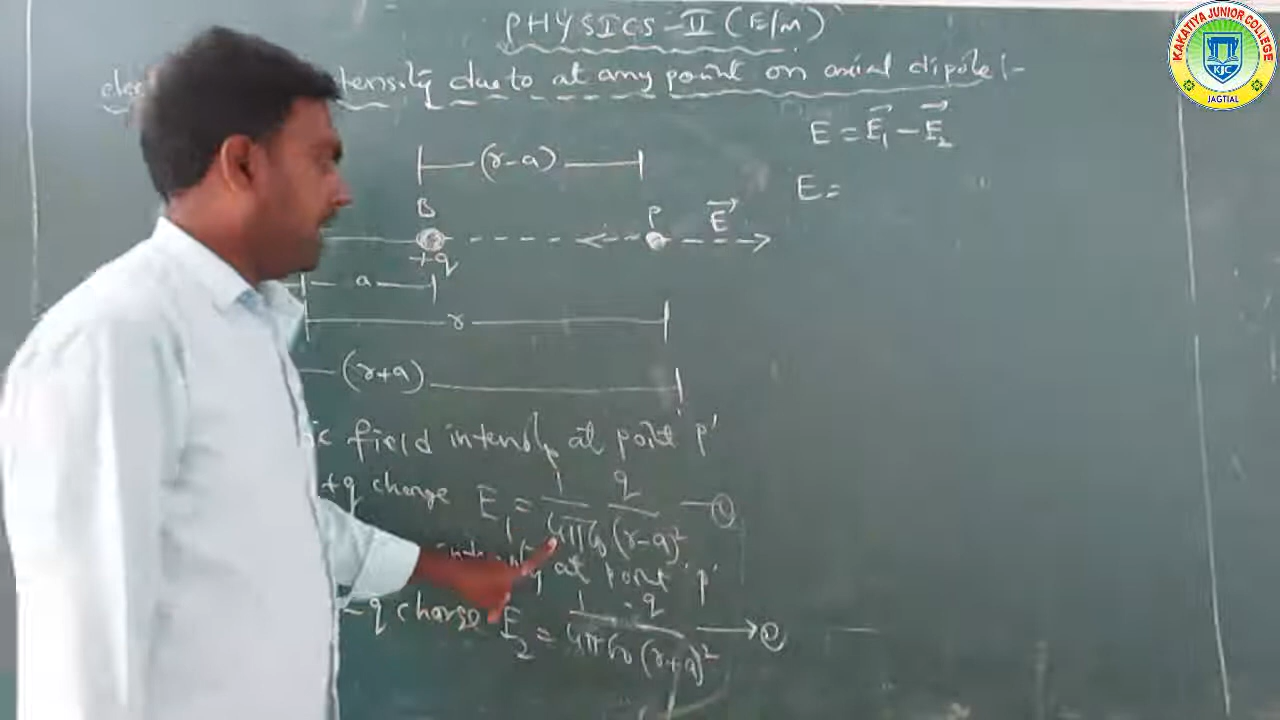 PHYSICS-II (E/M)
due to at any point on axial dipole :-
E = E₁ - E₂
(r-a)
E =
B
P
E
+q
a
r
(r+a)
field intensity at point p'
+q charge E₁ = 1/4πε₀ q/(r-a)² —①
at point 'p'
-q charge E₂ = 1/4πε₀ -q/(r+a)² →②
KAKATIYA JUNIOR COLLEGE
KJC
JAGTIAL